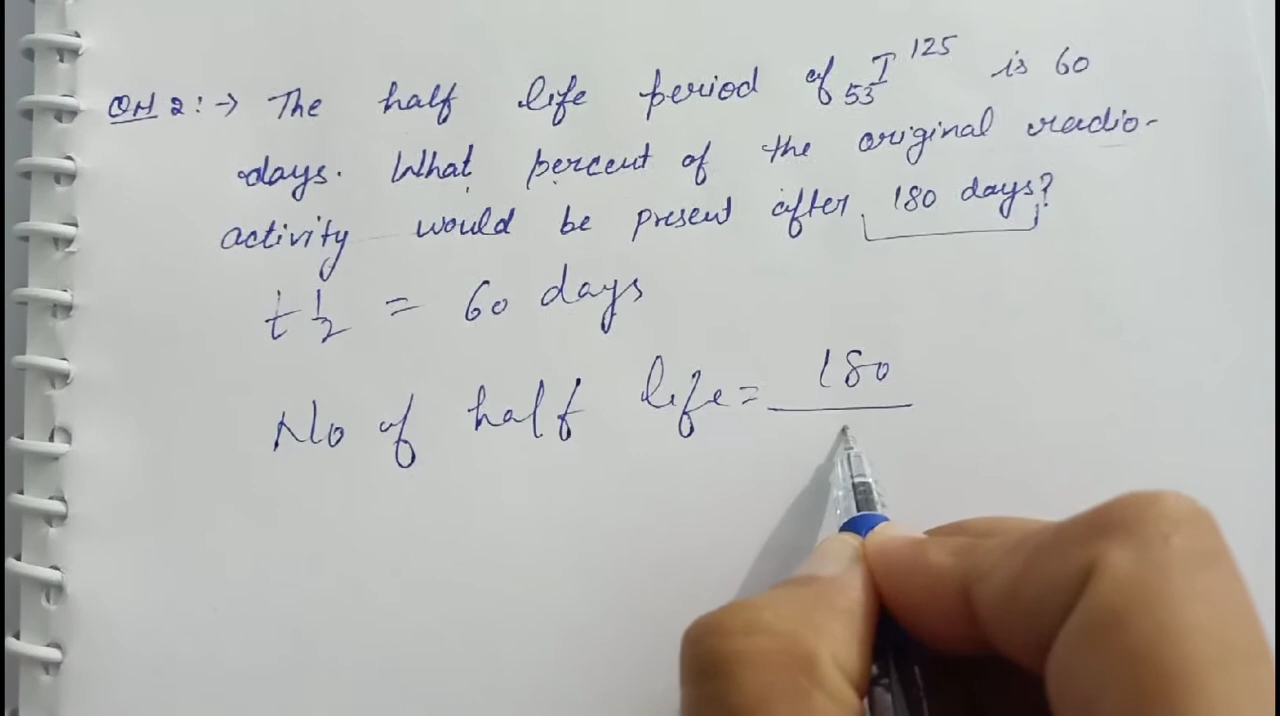 QN 2:→ The half life period of ₅₃I¹²⁵ is 60
days. What percent of the original radio-
activity would be present after 180 days?
t½ = 60 days
No of half life = 180